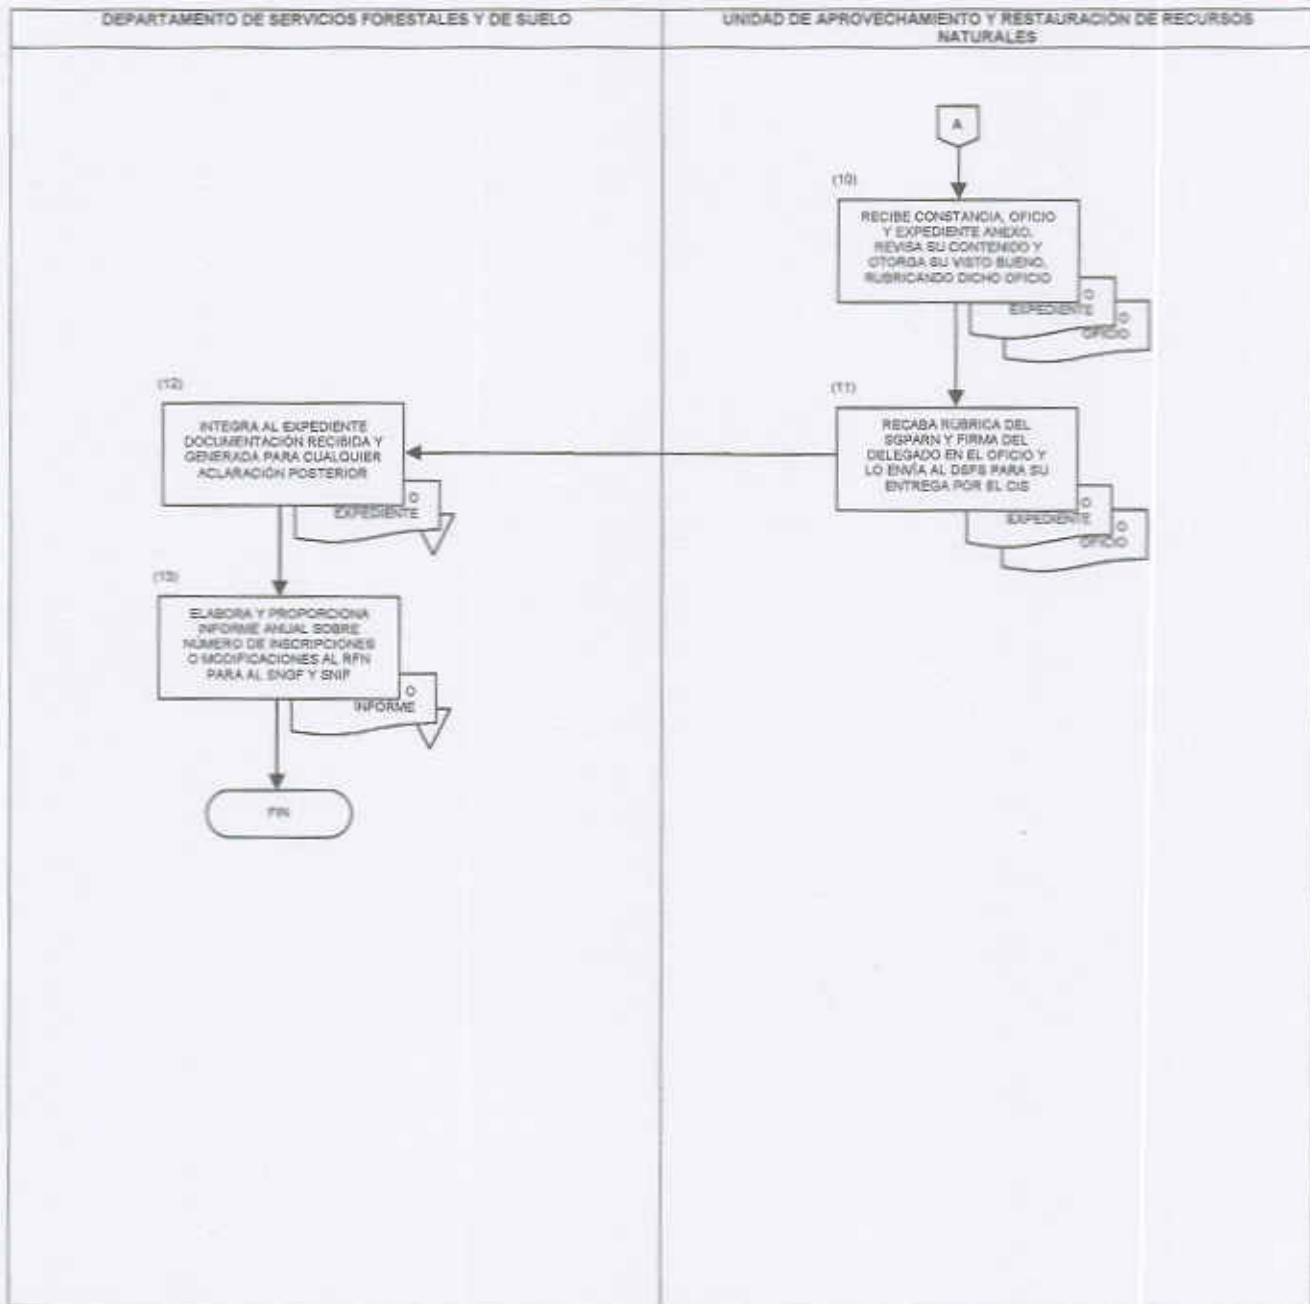 DEPARTAMENTO DE SERVICIOS FORESTALES Y DE SUELO
UNIDAD DE APROVECHAMIENTO Y RESTAURACIÓN DE RECURSOS
NATURALES
A
(10)
RECIBE CONSTANCIA, OFICIO
Y EXPEDIENTE ANEXO,
REVISA SU CONTENIDO Y
OTORGA SU VISTO BUENO,
RUBRICANDO DICHO OFICIO
O
EXPEDIENTE
O
OFICIO
(11)
RECABA RÚBRICA DEL
SGPARN Y FIRMA DEL
DELEGADO EN EL OFICIO Y
LO ENVÍA AL DSFS PARA SU
ENTREGA POR EL CIS
O
EXPEDIENTE
O
OFICIO
(12)
INTEGRA AL EXPEDIENTE
DOCUMENTACIÓN RECIBIDA Y
GENERADA PARA CUALQUIER
ACLARACIÓN POSTERIOR
O
EXPEDIENTE
(13)
ELABORA Y PROPORCIONA
INFORME ANUAL SOBRE
NÚMERO DE INSCRIPCIONES
O MODIFICACIONES AL RFN
PARA AL SNGF Y SNIF
O
INFORME
FIN